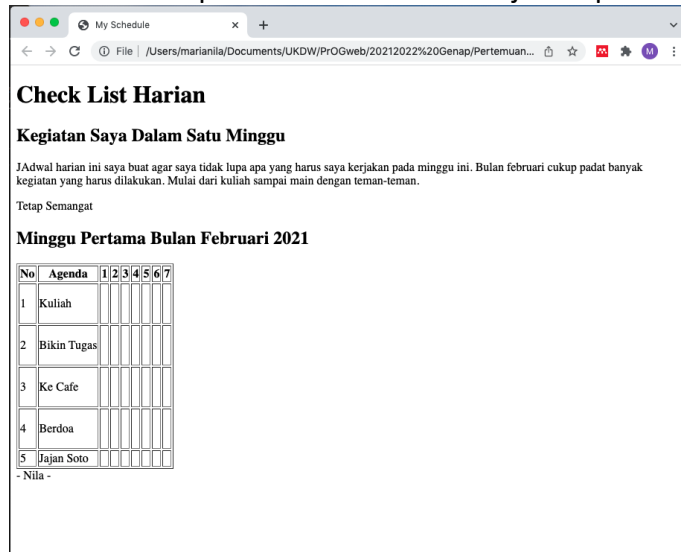 My Schedule
File | /Users/marianila/Documents/UKDW/PrOGweb/20212022%20Genap/Pertemuan...
M
Check List Harian
Kegiatan Saya Dalam Satu Minggu
JAdwal harian ini saya buat agar saya tidak lupa apa yang harus saya kerjakan pada minggu ini. Bulan februari cukup padat banyak
kegiatan yang harus dilakukan. Mulai dari kuliah sampai main dengan teman-teman.
Tetap Semangat
Minggu Pertama Bulan Februari 2021
No Agenda 1 2 3 4 5 6 7
1 Kuliah
2 Bikin Tugas
3 Ke Cafe
4 Berdoa
5 Jajan Soto
- Nila -